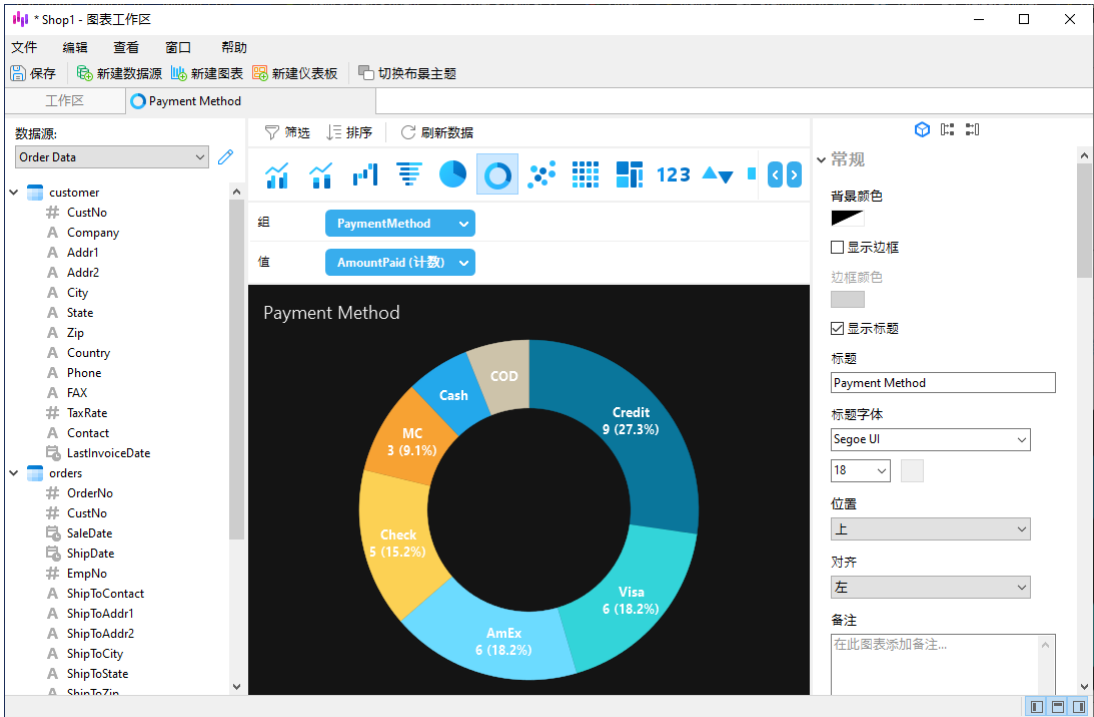 * Shop1 - 图表工作区
文件 编辑 查看 窗口 帮助
保存 新建数据源 新建图表 新建仪表板 切换布景主题
工作区 Payment Method
数据源:
Order Data
customer
CustNo
Company
Addr1
Addr2
City
State
Zip
Country
Phone
FAX
TaxRate
Contact
LastInvoiceDate
orders
OrderNo
CustNo
SaleDate
ShipDate
EmpNo
ShipToContact
ShipToAddr1
ShipToAddr2
ShipToCity
ShipToState
ShipToZip
筛选 排序 刷新数据
123
组 PaymentMethod
值 AmountPaid (计数)
Payment Method
COD
Cash
Credit
9 (27.3%)
MC
3 (9.1%)
Check
5 (15.2%)
Visa
6 (18.2%)
AmEx
6 (18.2%)
常规
背景颜色
显示边框
边框颜色
显示标题
标题
Payment Method
标题字体
Segoe UI
18
位置
上
对齐
左
备注
在此图表添加备注...